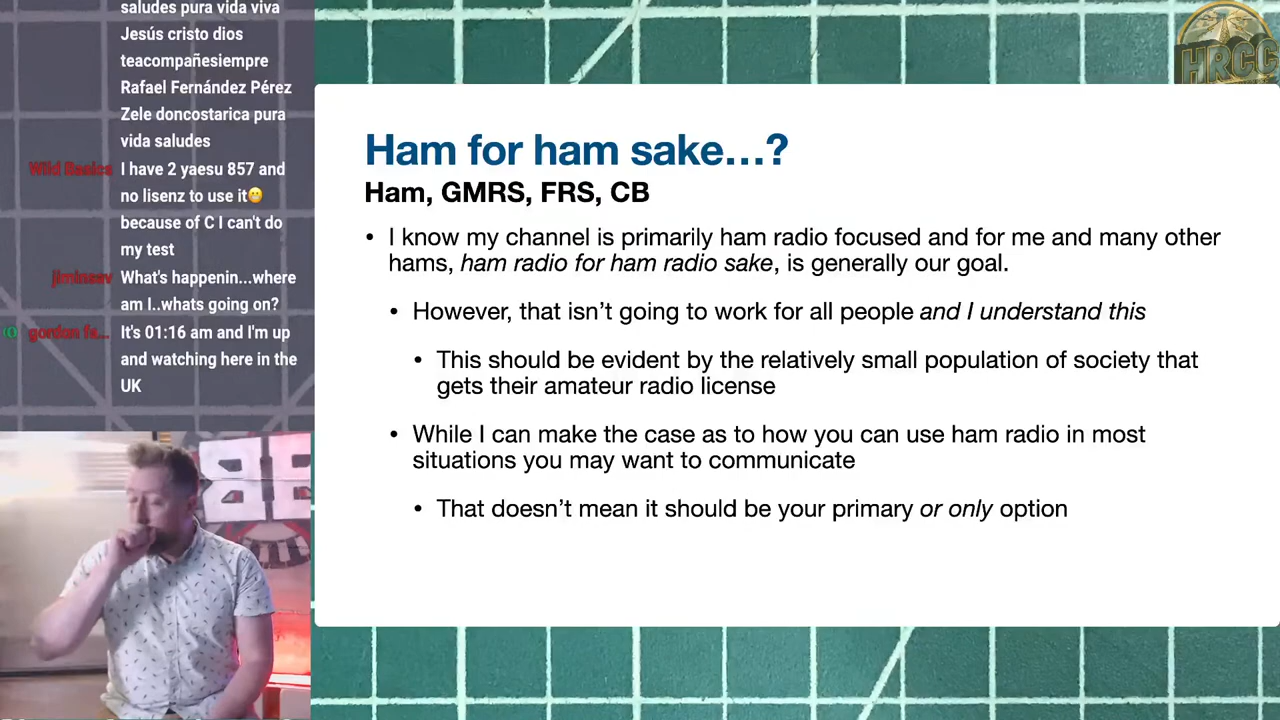 saludes pura vida viva
Jesús cristo dios
teacompañesiempre
Rafael Fernández Pérez
Zele doncostarica pura
vida saludes
Wild Basics I have 2 yaesu 857 and
no lisenz to use it😬
because of C I can't do
my test
What's happenin...where
am I..whats going on?
gordon fa... It's 01:16 am and I'm up
and watching here in the
UK
HRCC
Ham for ham sake…?
Ham, GMRS, FRS, CB
• I know my channel is primarily ham radio focused and for me and many other
hams, ham radio for ham radio sake, is generally our goal.
• However, that isn’t going to work for all people and I understand this
• This should be evident by the relatively small population of society that
gets their amateur radio license
• While I can make the case as to how you can use ham radio in most
situations you may want to communicate
• That doesn’t mean it should be your primary or only option